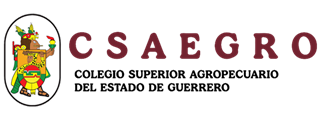 CSAEGRO
COLEGIO SUPERIOR AGROPECUARIO
DEL ESTADO DE GUERRERO